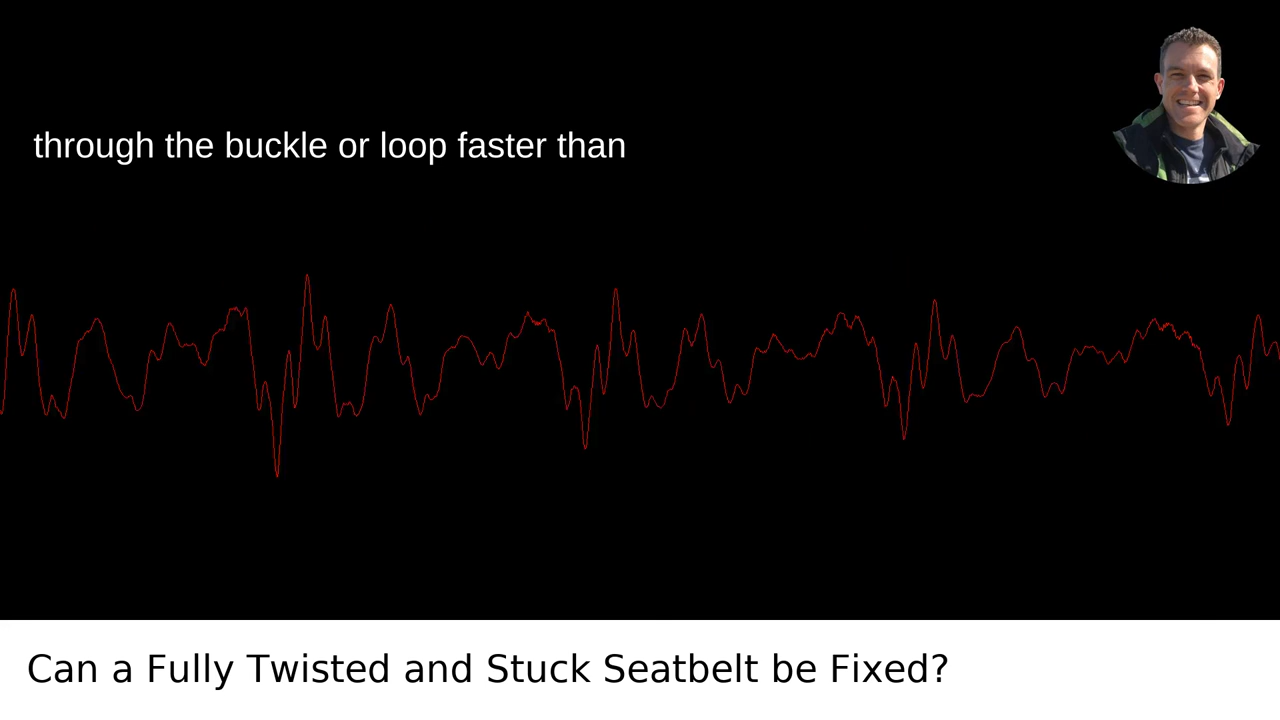 through the buckle or loop faster than
Can a Fully Twisted and Stuck Seatbelt be Fixed?